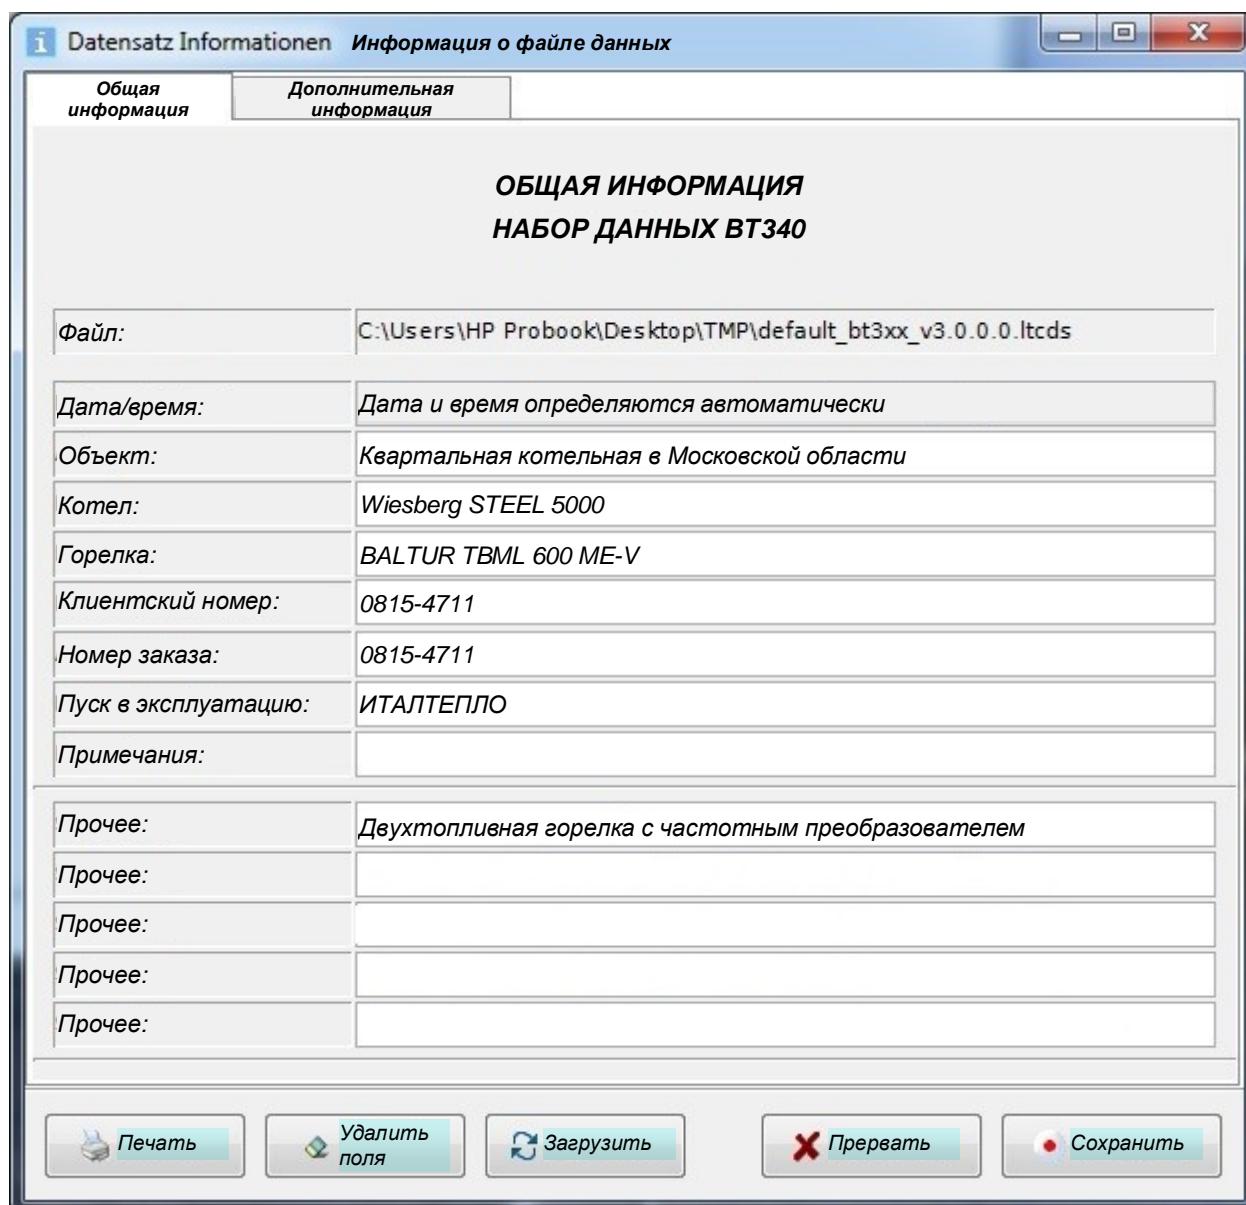 Datensatz Informationen Информация о файле данных
Общая
информация
Дополнительная
информация
ОБЩАЯ ИНФОРМАЦИЯ
НАБОР ДАННЫХ BT340
Файл: C:\Users\HP Probook\Desktop\TMP\default_bt3xx_v3.0.0.0.ltcds
Дата/время: Дата и время определяются автоматически
Объект: Квартальная котельная в Московской области
Котел: Wiesberg STEEL 5000
Горелка: BALTUR TBML 600 ME-V
Клиентский номер: 0815-4711
Номер заказа: 0815-4711
Пуск в эксплуатацию: ИТАЛТЕПЛО
Примечания:
Прочее: Двухтопливная горелка с частотным преобразователем
Прочее:
Прочее:
Прочее:
Прочее:
Печать
Удалить
поля
Загрузить
Прервать
Сохранить